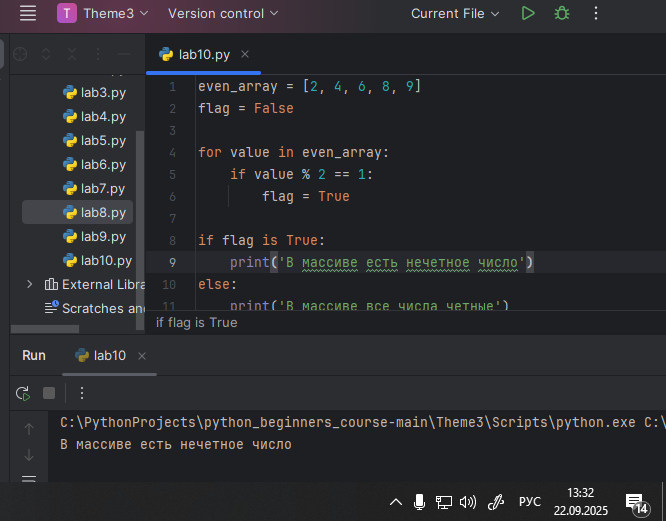 T Theme3 Version control Current File
lab10.py
lab3.py
lab4.py
lab5.py
lab6.py
lab7.py
lab8.py
lab9.py
lab10.py
External Libra
Scratches and
1 even_array = [2, 4, 6, 8, 9]
2 flag = False
3
4 for value in even_array:
5 if value % 2 == 1:
6 flag = True
7
8 if flag is True:
9 print('В массиве есть нечетное число')
10 else:
11 print('В массиве все числа четные')
if flag is True
Run lab10
C:\PythonProjects\python_beginners_course-main\Theme3\Scripts\python.exe C:\
В массиве есть нечетное число
РУС
13:32
22.09.2025
14